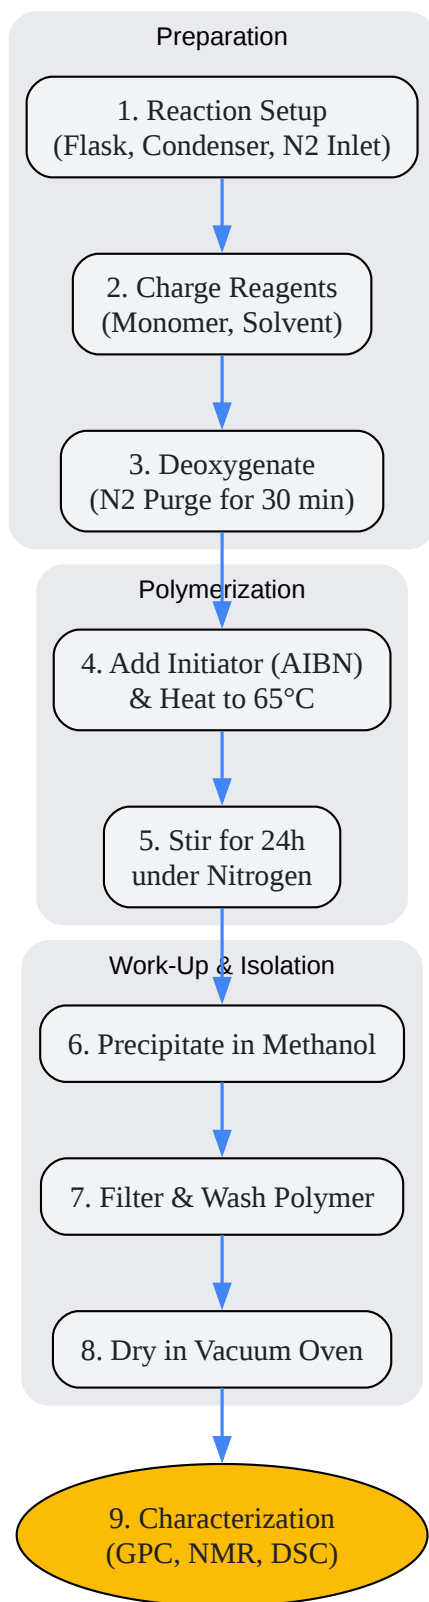 Preparation
1. Reaction Setup
(Flask, Condenser, N2 Inlet)
2. Charge Reagents
(Monomer, Solvent)
3. Deoxygenate
(N2 Purge for 30 min)
Polymerization
4. Add Initiator (AIBN)
& Heat to 65°C
5. Stir for 24h
under Nitrogen
Work-Up & Isolation
6. Precipitate in Methanol
7. Filter & Wash Polymer
8. Dry in Vacuum Oven
9. Characterization
(GPC, NMR, DSC)